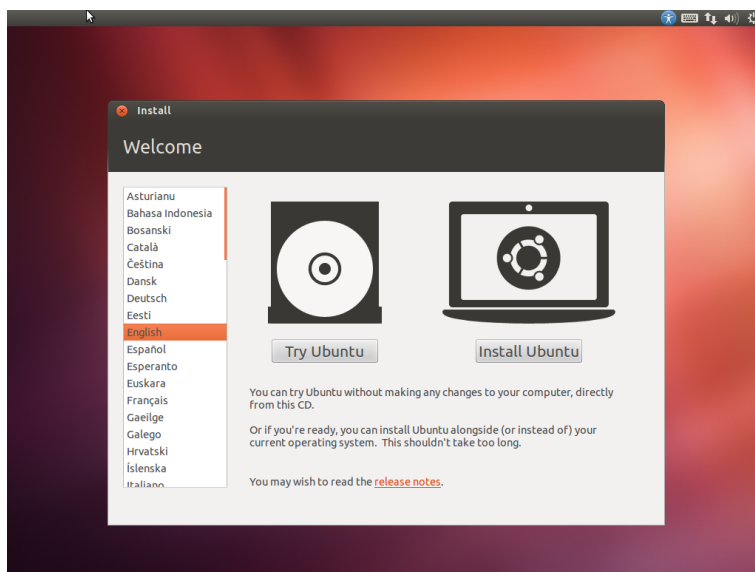 Install
Welcome
Asturianu
Bahasa Indonesia
Bosanski
Català
Čeština
Dansk
Deutsch
Eesti
English
Español
Esperanto
Euskara
Français
Gaeilge
Galego
Hrvatski
Íslenska
Italiano
Try Ubuntu
Install Ubuntu
You can try Ubuntu without making any changes to your computer, directly
from this CD.
Or if you're ready, you can install Ubuntu alongside (or instead of) your
current operating system. This shouldn't take too long.
You may wish to read the release notes.